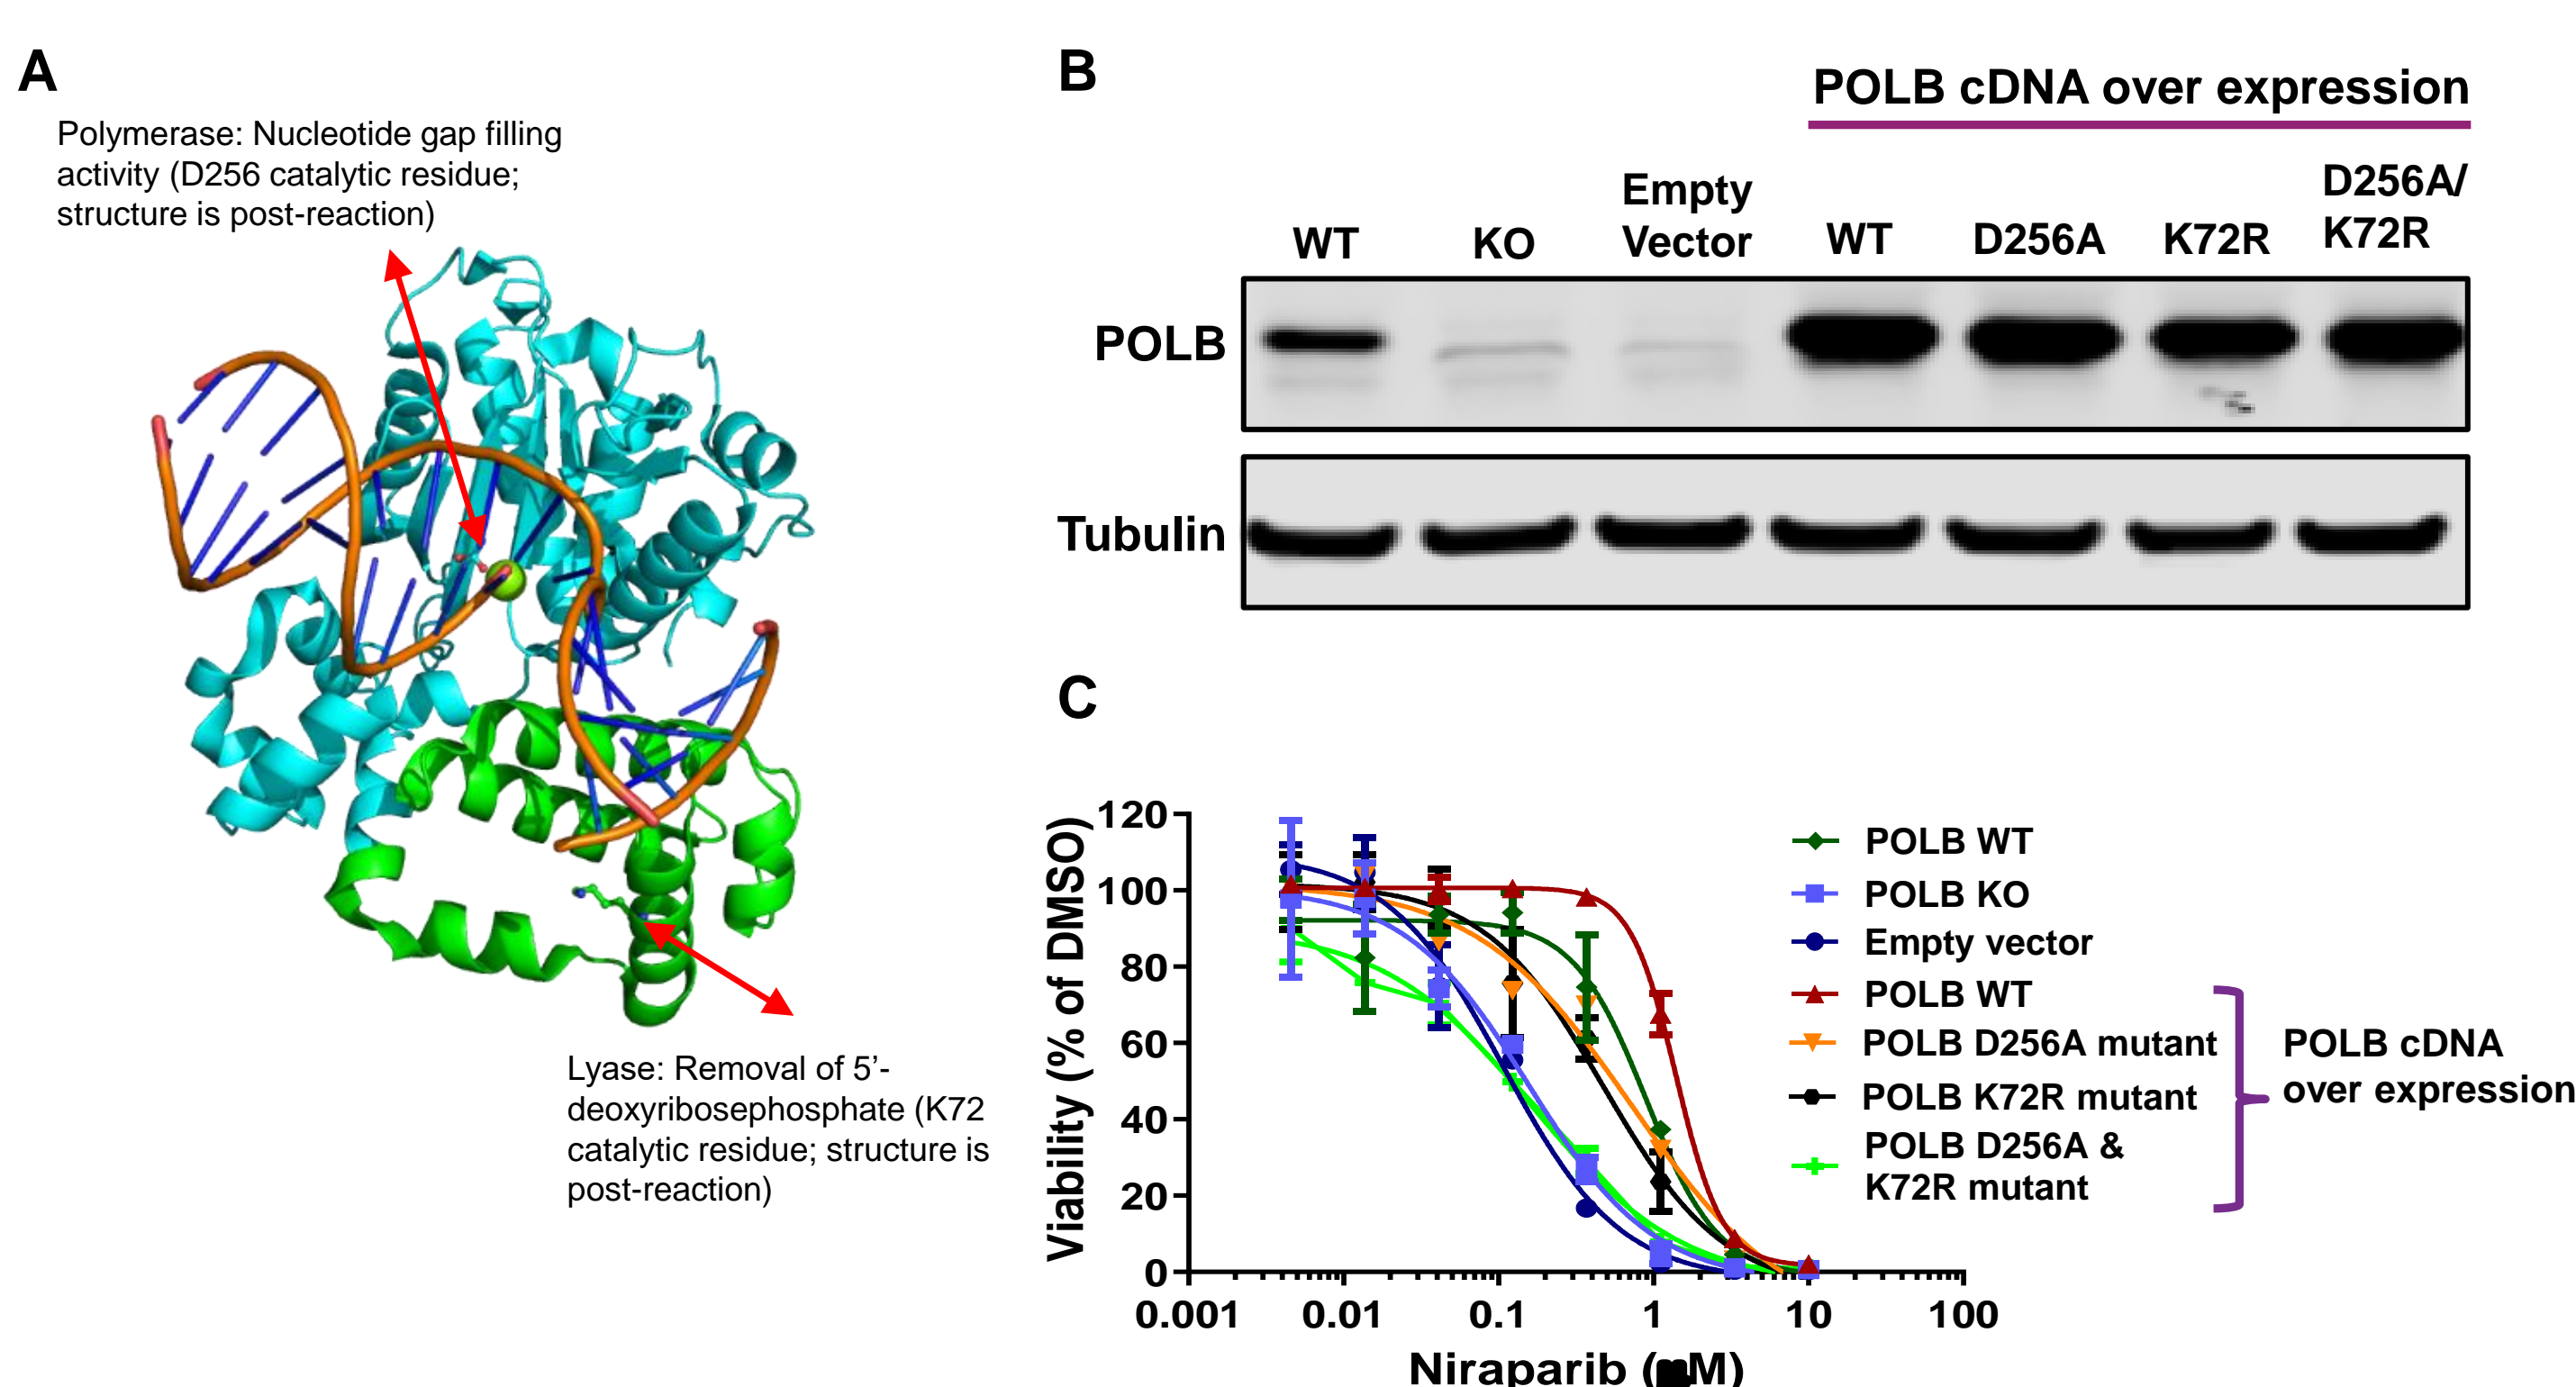 A
Polymerase: Nucleotide gap filling
activity (D256 catalytic residue;
structure is post-reaction)
Lyase: Removal of 5’-
deoxyribosephosphate (K72
catalytic residue; structure is
post-reaction)
B
POLB cDNA over expression
WT
KO
Empty
Vector
WT
D256A
K72R
D256A/
K72R
POLB
Tubulin
C
Viability (% of DMSO)
120
100
80
60
40
20
0
0.001
0.01
0.1
1
10
100
Niraparib (µM)
POLB WT
POLB KO
Empty vector
POLB WT
POLB D256A mutant
POLB K72R mutant
POLB D256A &
K72R mutant
POLB cDNA
over expression